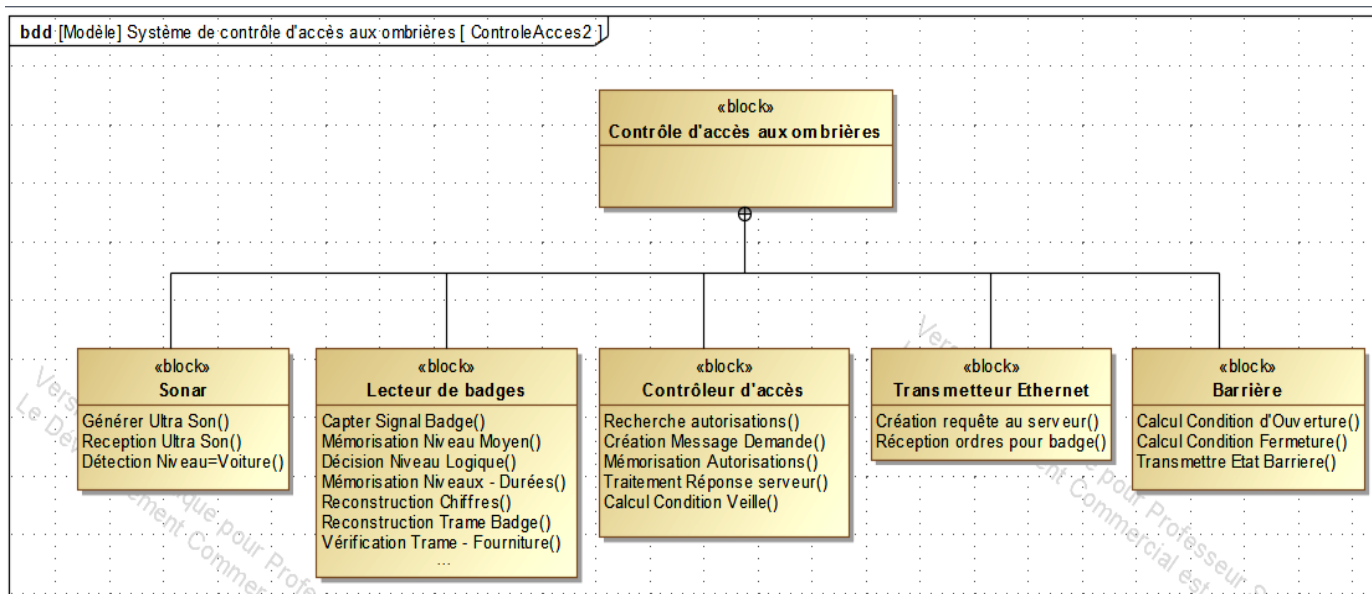 bdd [Modèle] Système de contrôle d'accès aux ombrières [ ControleAcces2 ]
«block»
Contrôle d'accès aux ombrières
«block»
Sonar
Générer Ultra Son()
Reception Ultra Son()
Détection Niveau=Voiture()
«block»
Lecteur de badges
Capter Signal Badge()
Mémorisation Niveau Moyen()
Décision Niveau Logique()
Mémorisation Niveaux - Durées()
Reconstruction Chiffres()
Reconstruction Trame Badge()
Vérification Trame - Fourniture()
...
«block»
Contrôleur d'accès
Recherche autorisations()
Création Message Demande()
Mémorisation Autorisations()
Traitement Réponse serveur()
Calcul Condition Veille()
«block»
Transmetteur Ethernet
Création requête au serveur()
Réception ordres pour badge()
«block»
Barrière
Calcul Condition d'Ouverture()
Calcul Condition Fermeture()
Transmettre Etat Barriere()